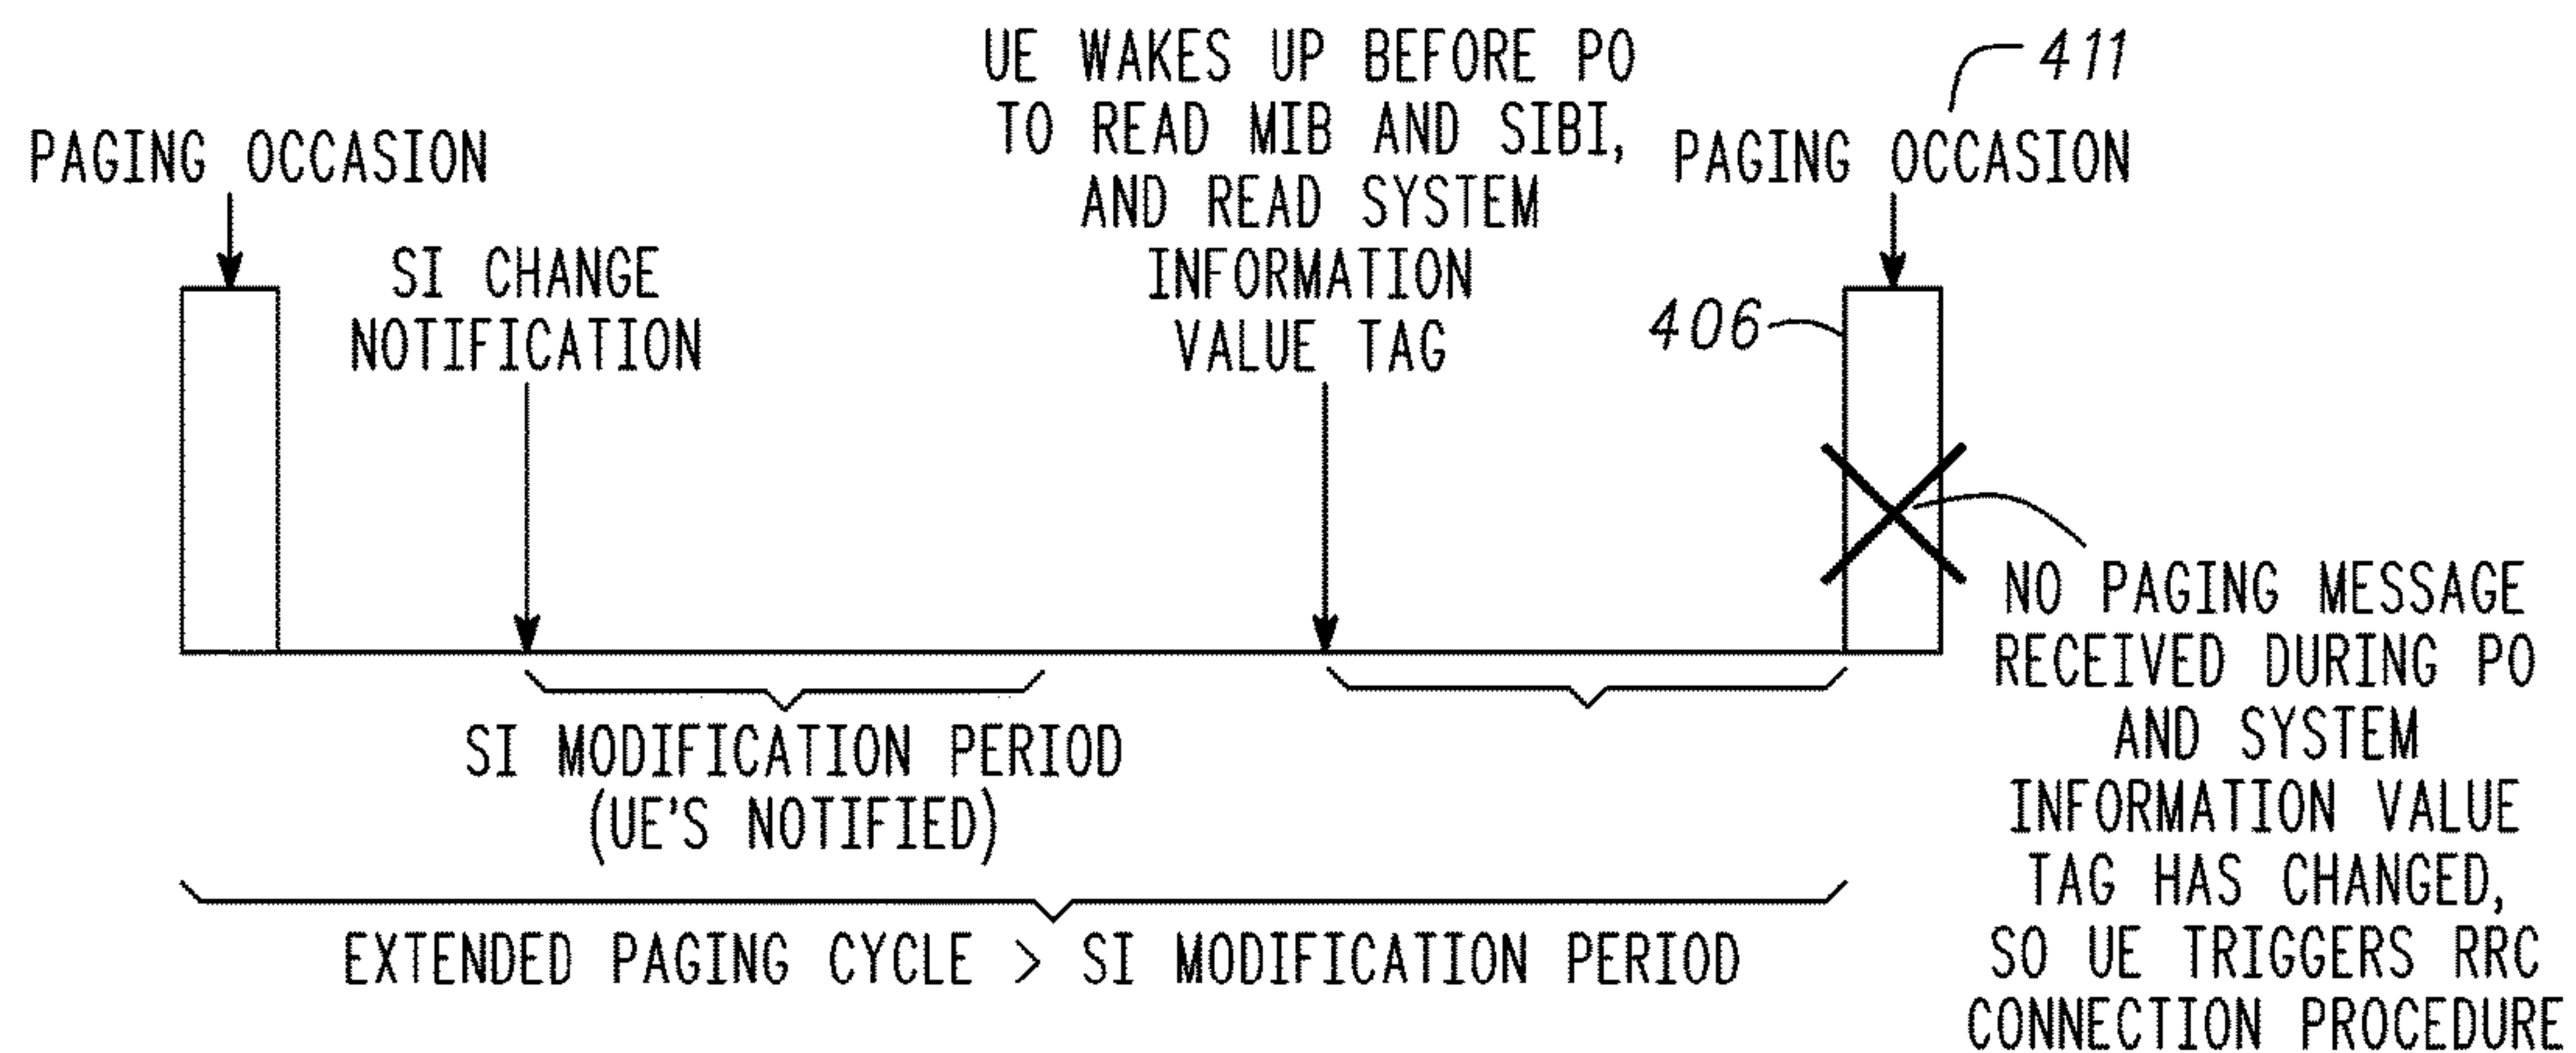 PAGING OCCASION
SI CHANGE
NOTIFICATION
UE WAKES UP BEFORE PO
TO READ MIB AND SIBI,
AND READ SYSTEM
INFORMATION
VALUE TAG
411
PAGING OCCASION
406
NO PAGING MESSAGE
RECEIVED DURING PO
AND SYSTEM
INFORMATION VALUE
TAG HAS CHANGED,
SO UE TRIGGERS RRC
CONNECTION PROCEDURE
SI MODIFICATION PERIOD
(UE'S NOTIFIED)
EXTENDED PAGING CYCLE > SI MODIFICATION PERIOD